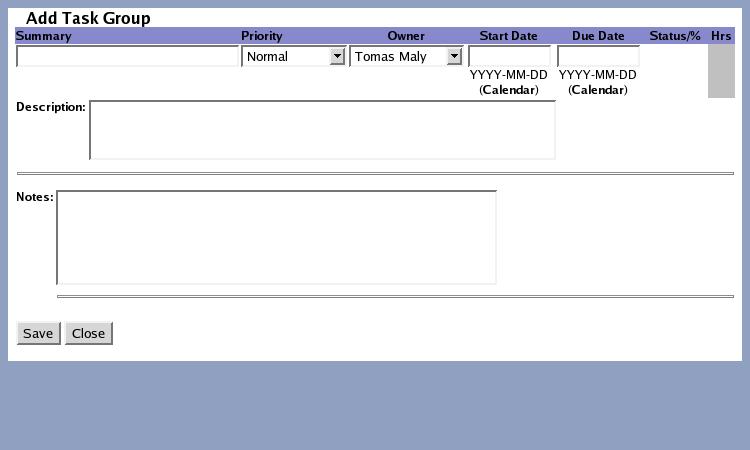 Add Task Group
Summary Priority Owner Start Date Due Date Status/% Hrs
Normal Tomas Maly
YYYY-MM-DD YYYY-MM-DD
(Calendar) (Calendar)
Description:
Notes:
Save Close